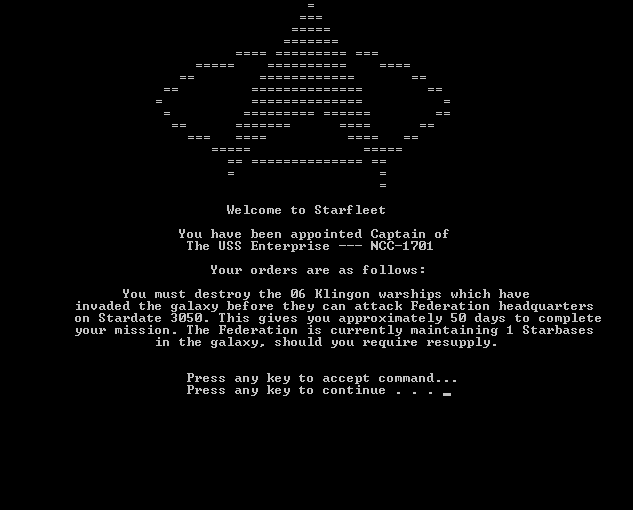 Welcome to Starfleet
You have been appointed Captain of
The USS Enterprise --- NCC-1701
Your orders are as follows:
You must destroy the 06 Klingon warships which have
invaded the galaxy before they can attack Federation headquarters
on Stardate 3050. This gives you approximately 50 days to complete
your mission. The Federation is currently maintaining 1 Starbases
in the galaxy, should you require resupply.
Press any key to accept command...
Press any key to continue . . . _